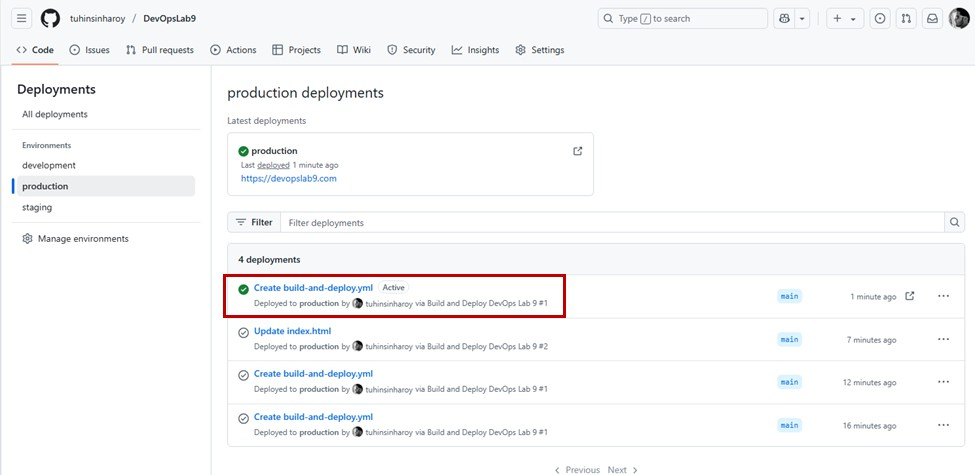 tuhinsinharoy / DevOpsLab9
Type / to search
Code Issues Pull requests Actions Projects Wiki Security Insights Settings
Deployments
All deployments
Environments
development
production
staging
Manage environments
production deployments
Latest deployments
production
Last deployed 1 minute ago
https://devopslab9.com
Filter Filter deployments
4 deployments
Create build-and-deploy.yml Active
Deployed to production by tuhinsinharoy via Build and Deploy DevOps Lab 9 #1
main 1 minute ago
Update index.html
Deployed to production by tuhinsinharoy via Build and Deploy DevOps Lab 9 #2
main 7 minutes ago
Create build-and-deploy.yml
Deployed to production by tuhinsinharoy via Build and Deploy DevOps Lab 9 #1
main 12 minutes ago
Create build-and-deploy.yml
Deployed to production by tuhinsinharoy via Build and Deploy DevOps Lab 9 #1
main 16 minutes ago
Previous Next